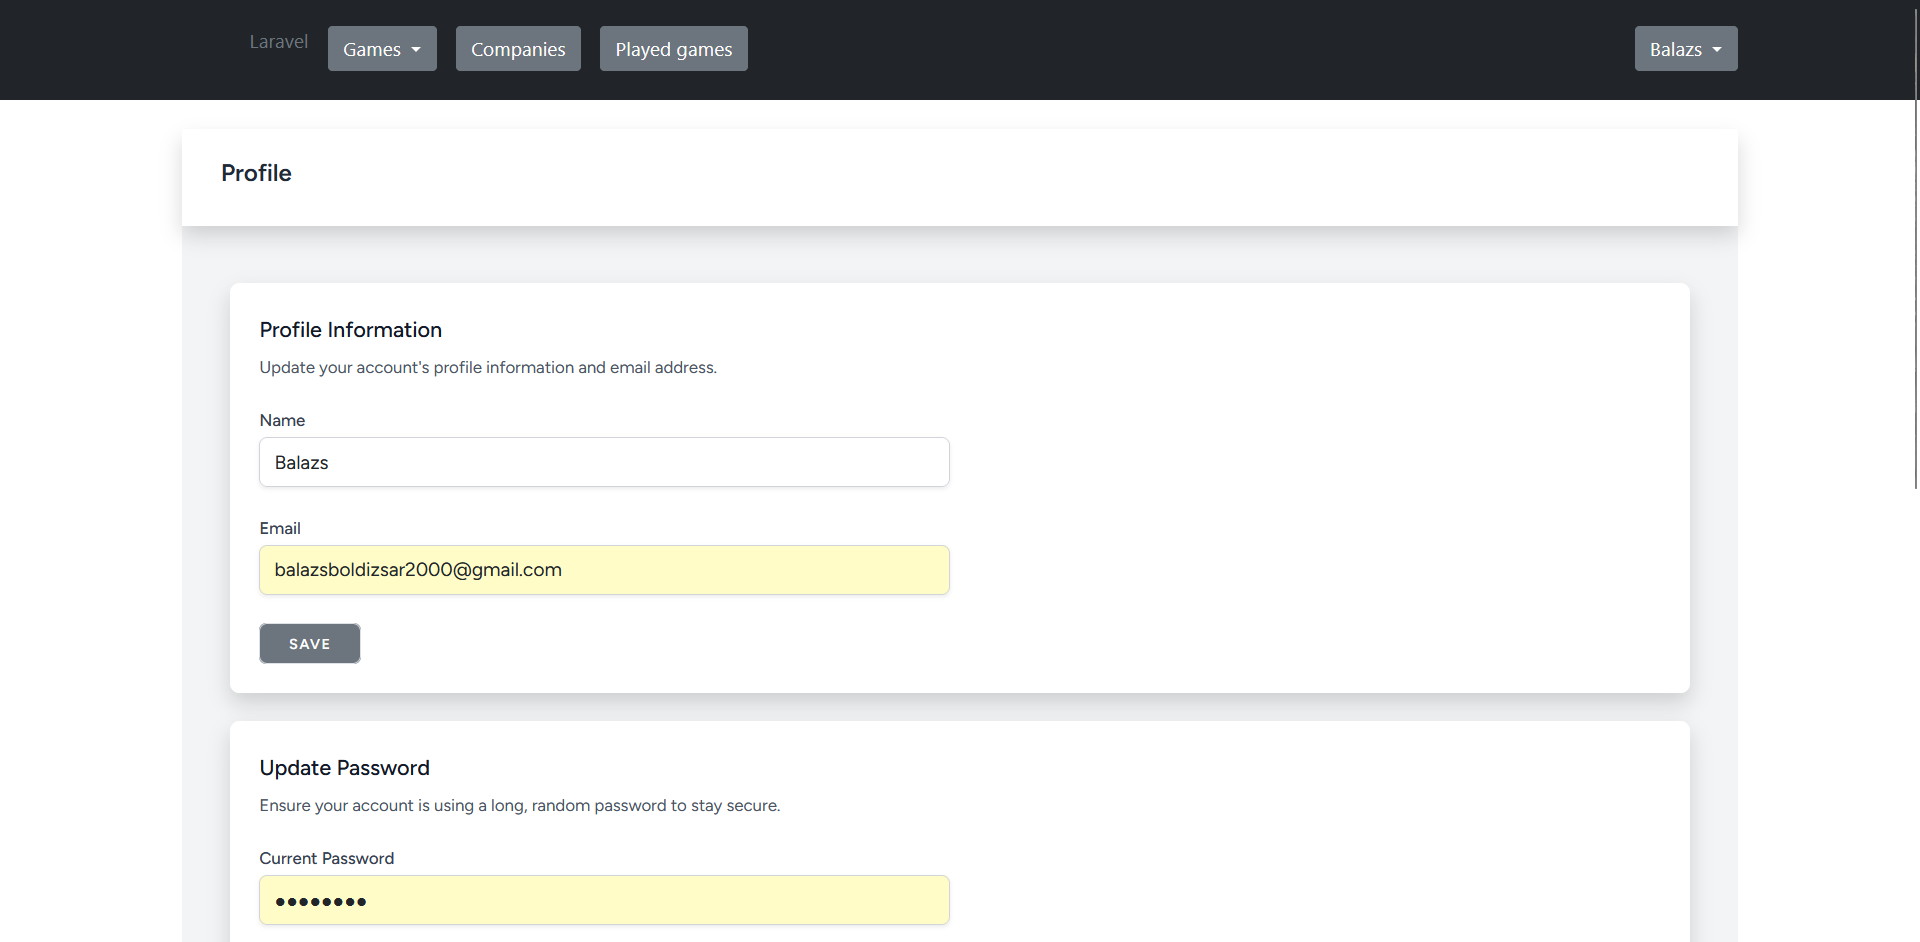 Laravel
Games
Companies
Played games
Balazs
Profile
Profile Information
Update your account's profile information and email address.
Name
Balazs
Email
balazsboldizsar2000@gmail.com
SAVE
Update Password
Ensure your account is using a long, random password to stay secure.
Current Password
••••••••